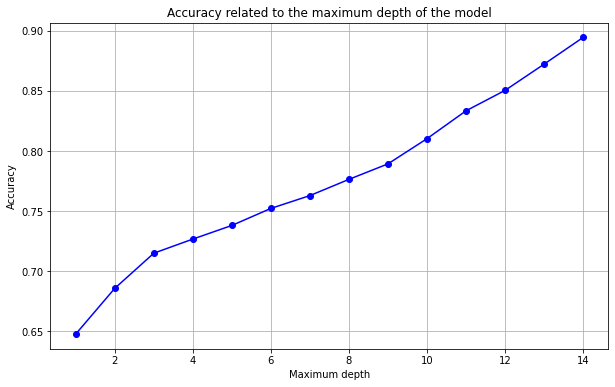 Accuracy related to the maximum depth of the model
0.90
0.85
0.80
0.75
0.70
0.65
Accuracy
2 4 6 8 10 12 14
Maximum depth